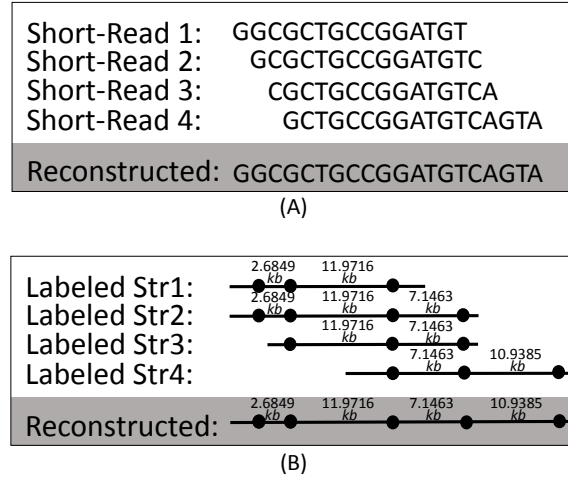 Short-Read 1: GGCGCTGCCGGATGT
Short-Read 2: GCGCTGCCGGATGTC
Short-Read 3: CGCTGCCGGATGTCA
Short-Read 4: GCTGCCGGATGTCAGTA
Reconstructed: GGCGCTGCCGGATGTCAGTA
(A)
2.6849 kb 11.9716 kb
Labeled Str1:
2.6849 kb 11.9716 kb 7.1463 kb
Labeled Str2:
11.9716 kb 7.1463 kb
Labeled Str3:
7.1463 kb 10.9385 kb
Labeled Str4:
2.6849 kb 11.9716 kb 7.1463 kb 10.9385 kb
Reconstructed:
(B)